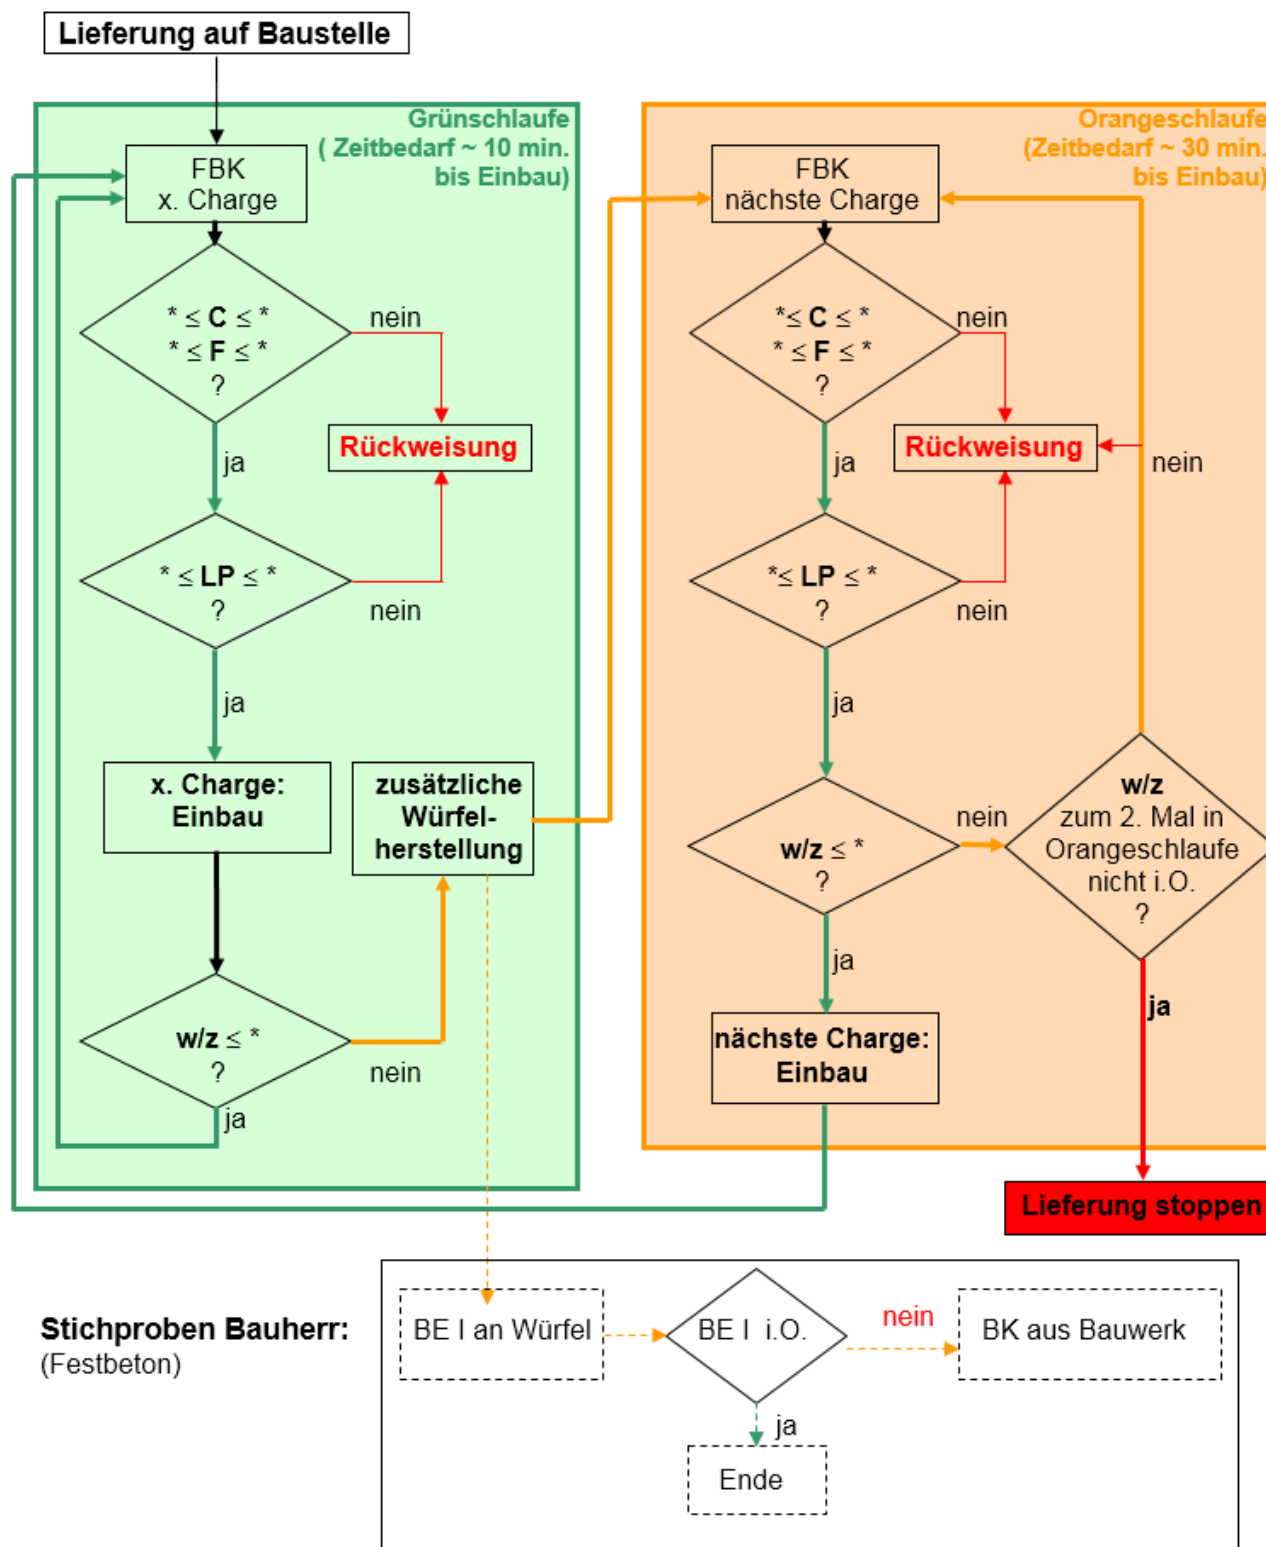 Lieferung auf Baustelle
Grünschlaufe
( Zeitbedarf ~ 10 min.
bis Einbau)
FBK
x. Charge
* ≤ C ≤ *
* ≤ F ≤ *
?
nein
Rückweisung
ja
* ≤ LP ≤ *
?
nein
ja
x. Charge:
Einbau
zusätzliche
Würfel-
herstellung
w/z ≤ *
?
nein
ja
Orangeschlaufe
(Zeitbedarf ~ 30 min.
bis Einbau)
FBK
nächste Charge
*≤ C ≤ *
* ≤ F ≤ *
?
nein
Rückweisung
nein
ja
*≤ LP ≤ *
?
nein
ja
w/z ≤ *
?
nein
w/z
zum 2. Mal in
Orangeschlaufe
nicht i.O.
?
ja
ja
nächste Charge:
Einbau
Lieferung stoppen
Stichproben Bauherr:
(Festbeton)
BE I an Würfel
BE I i.O.
nein
BK aus Bauwerk
ja
Ende